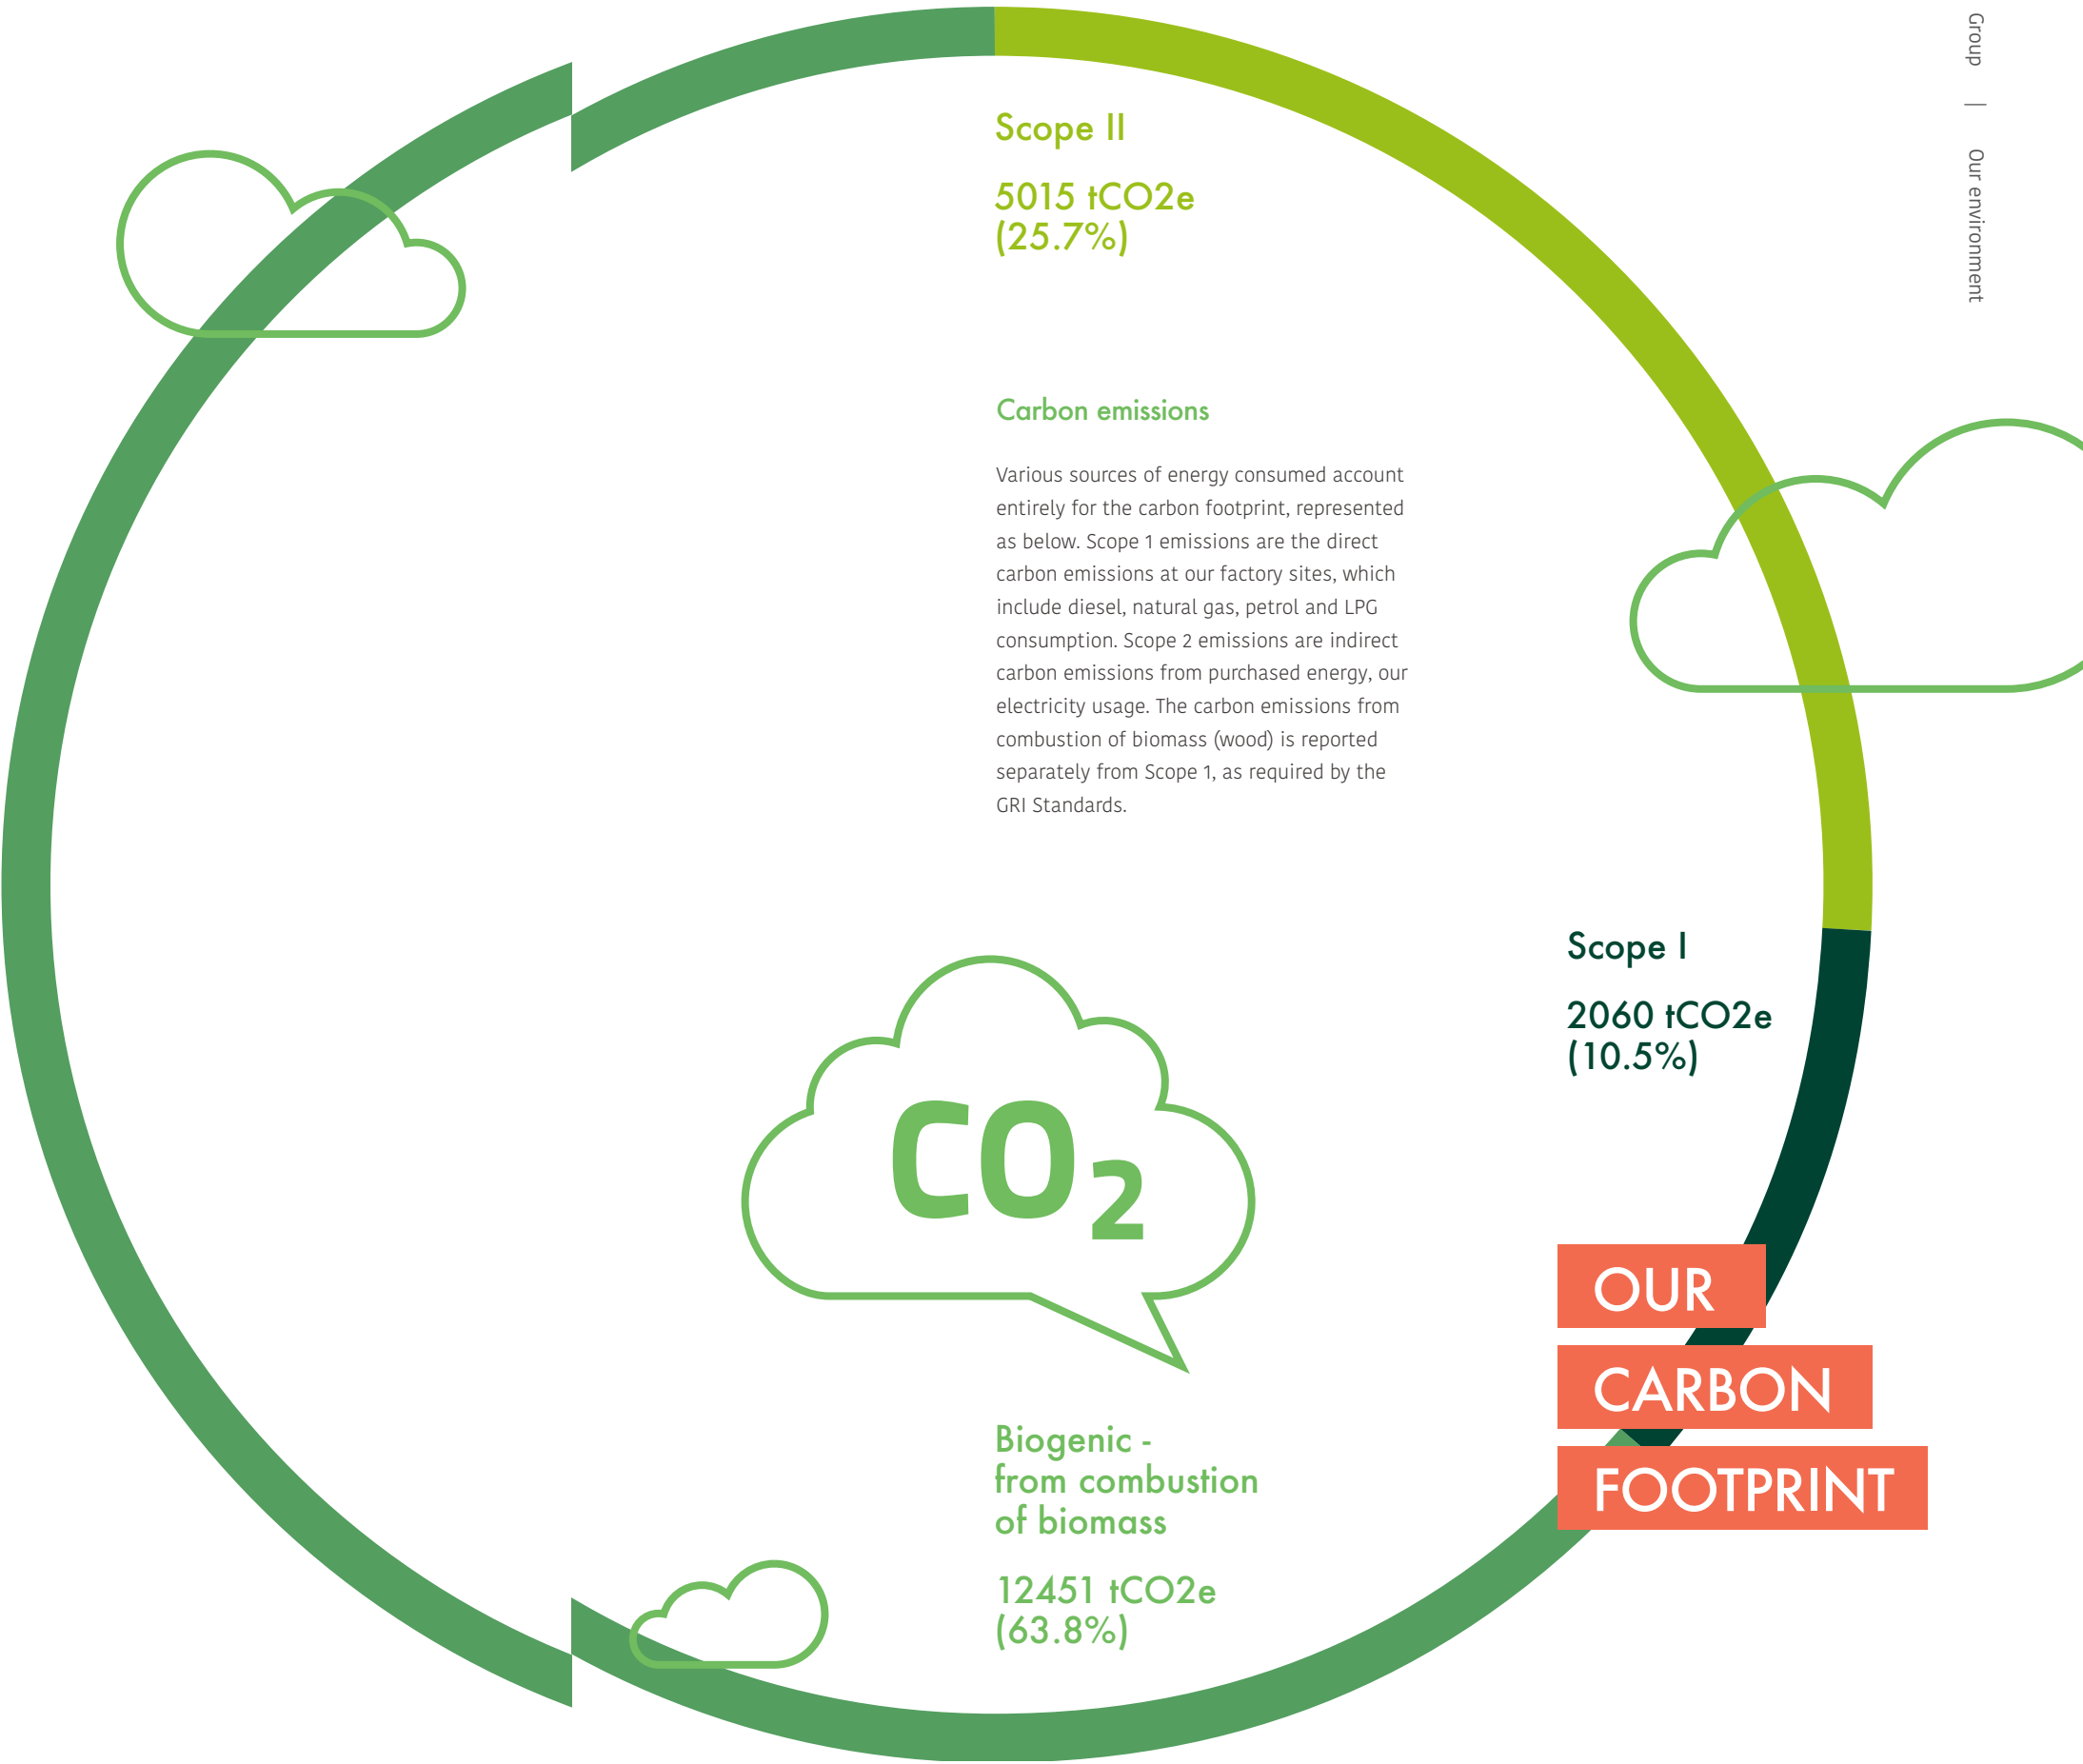 Group | Our environment
Scope II
5015 tCO2e
(25.7%)
Carbon emissions
Various sources of energy consumed account
entirely for the carbon footprint, represented
as below. Scope 1 emissions are the direct
carbon emissions at our factory sites, which
include diesel, natural gas, petrol and LPG
consumption. Scope 2 emissions are indirect
carbon emissions from purchased energy, our
electricity usage. The carbon emissions from
combustion of biomass (wood) is reported
separately from Scope 1, as required by the
GRI Standards.
Scope I
2060 tCO2e
(10.5%)
CO2
OUR
CARBON
FOOTPRINT
Biogenic -
from combustion
of biomass
12451 tCO2e
(63.8%)